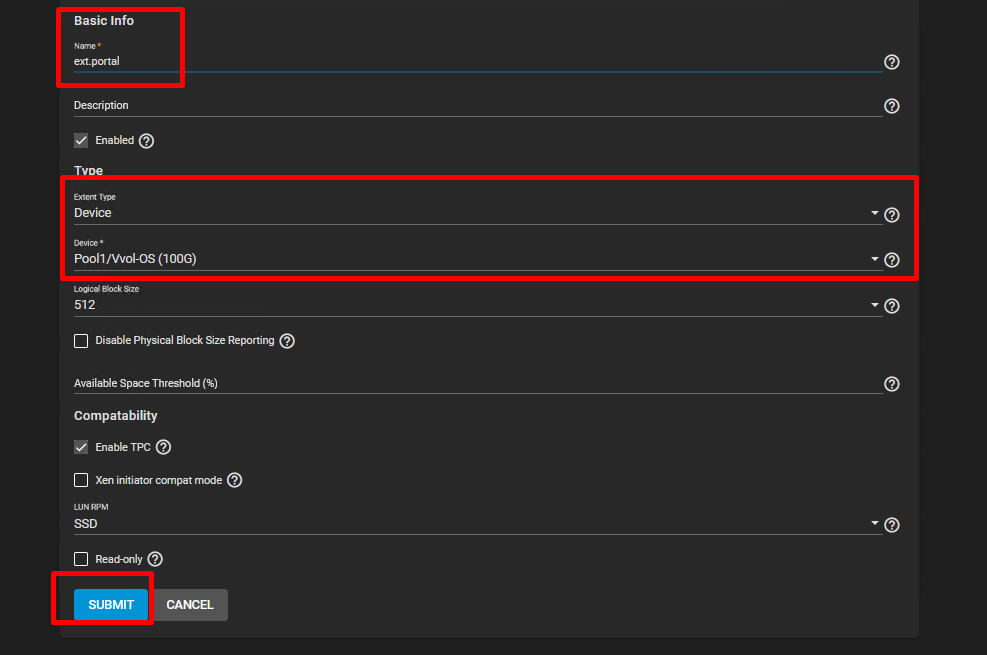 Basic Info
Name *
ext.portal
Description
Enabled
Type
Extent Type
Device
Device *
Pool1/Vvol-OS (100G)
Logical Block Size
512
Disable Physical Block Size Reporting
Available Space Threshold (%)
Compatability
Enable TPC
Xen initiator compat mode
LUN RPM
SSD
Read-only
SUBMIT CANCEL